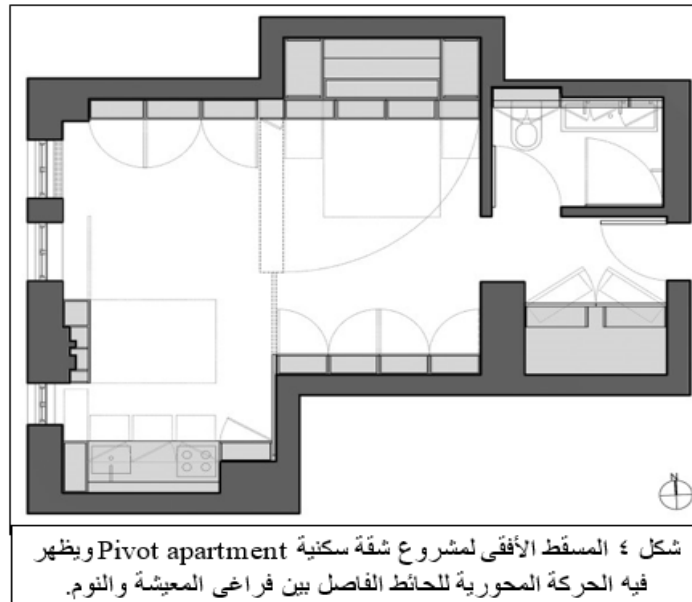 N
شكل ٤ المسقط الأفقى لمشروع شقة سكنية Pivot apartment ويظهر
فيه الحركة المحورية للحائط الفاصل بين فراغى المعيشة والنوم.